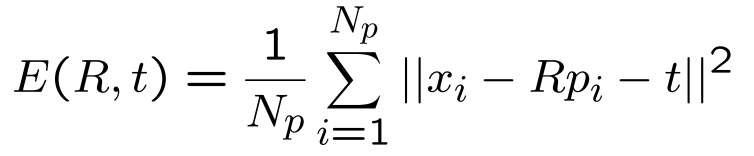 E(R, t) = \frac{1}{N_p} \sum_{i=1}^{N_p} ||x_i - Rp_i - t||^2